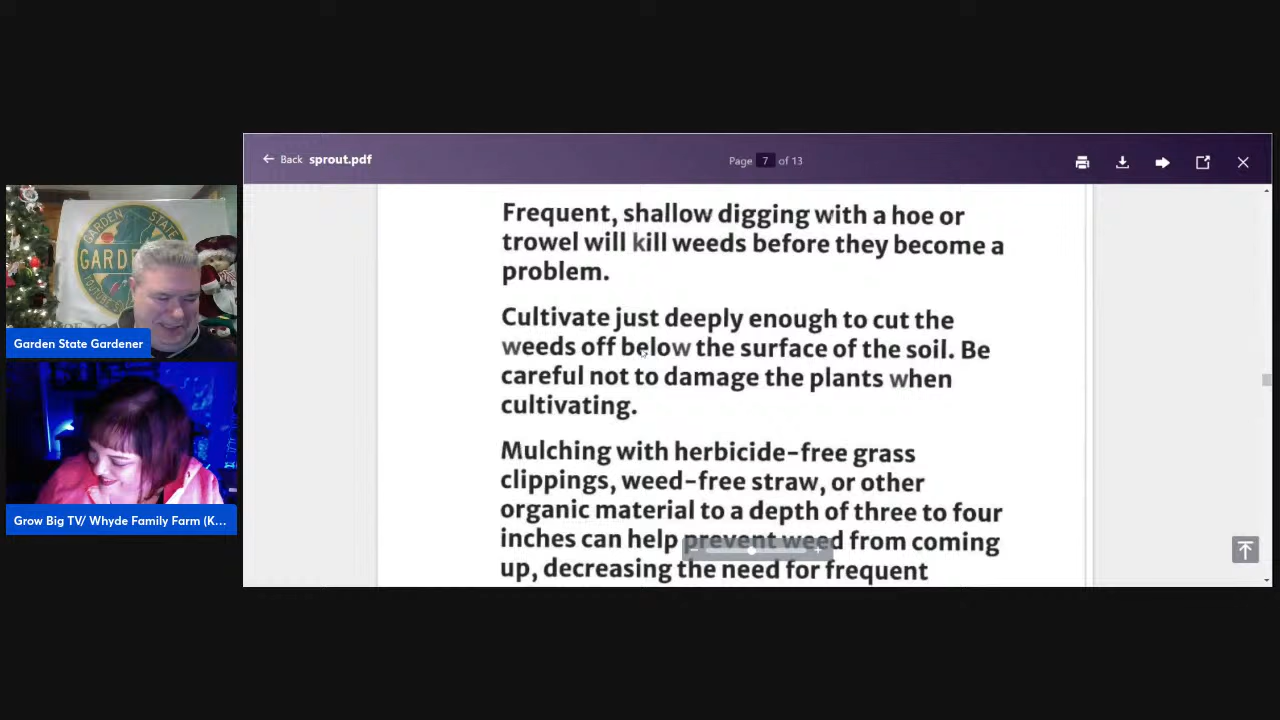 ← Back sprout.pdf
Page 7 of 13
Frequent, shallow digging with a hoe or
trowel will kill weeds before they become a
problem.
Cultivate just deeply enough to cut the
weeds off below the surface of the soil. Be
careful not to damage the plants when
cultivating.
Mulching with herbicide-free grass
clippings, weed-free straw, or other
organic material to a depth of three to four
inches can help prevent weed from coming
up, decreasing the need for frequent
GARDEN STATE
GARDE
Garden State Gardener
Grow Big TV/ Whyde Family Farm (K...